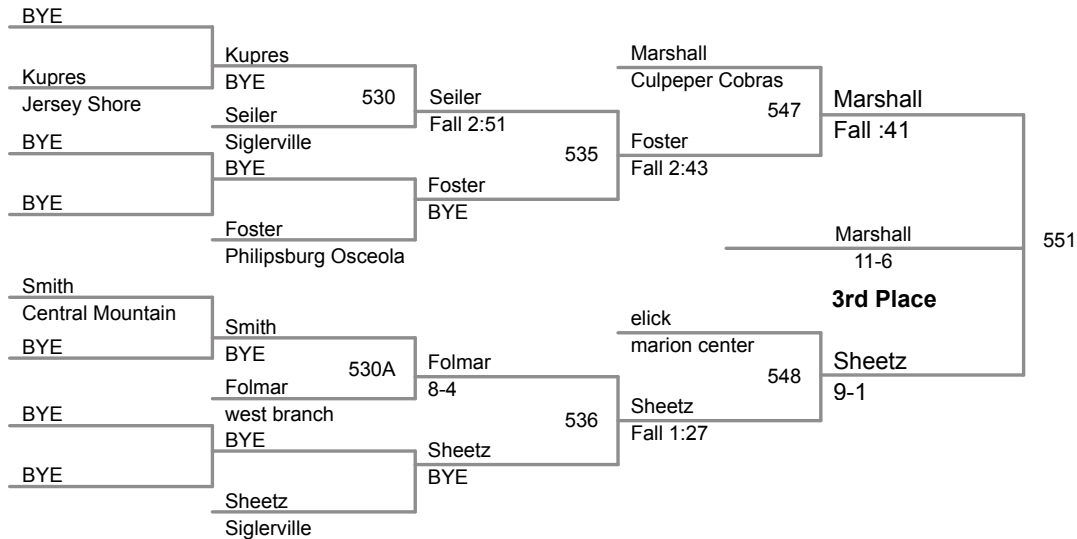 BYE
Kupres
Jersey Shore
Kupres
BYE
530
Seiler
Siglerville
Seiler
Fall 2:51
BYE
BYE
BYE
Foster
Philipsburg Osceola
Foster
BYE
535
Foster
Fall 2:43
Marshall
Culpeper Cobras
547
Marshall
Fall :41
Marshall
11-6
3rd Place
551
Smith
Central Mountain
BYE
Smith
BYE
530A
Folmar
west branch
Folmar
8-4
BYE
BYE
BYE
Sheetz
Siglerville
Sheetz
BYE
536
Sheetz
Fall 1:27
elick
marion center
548
Sheetz
9-1